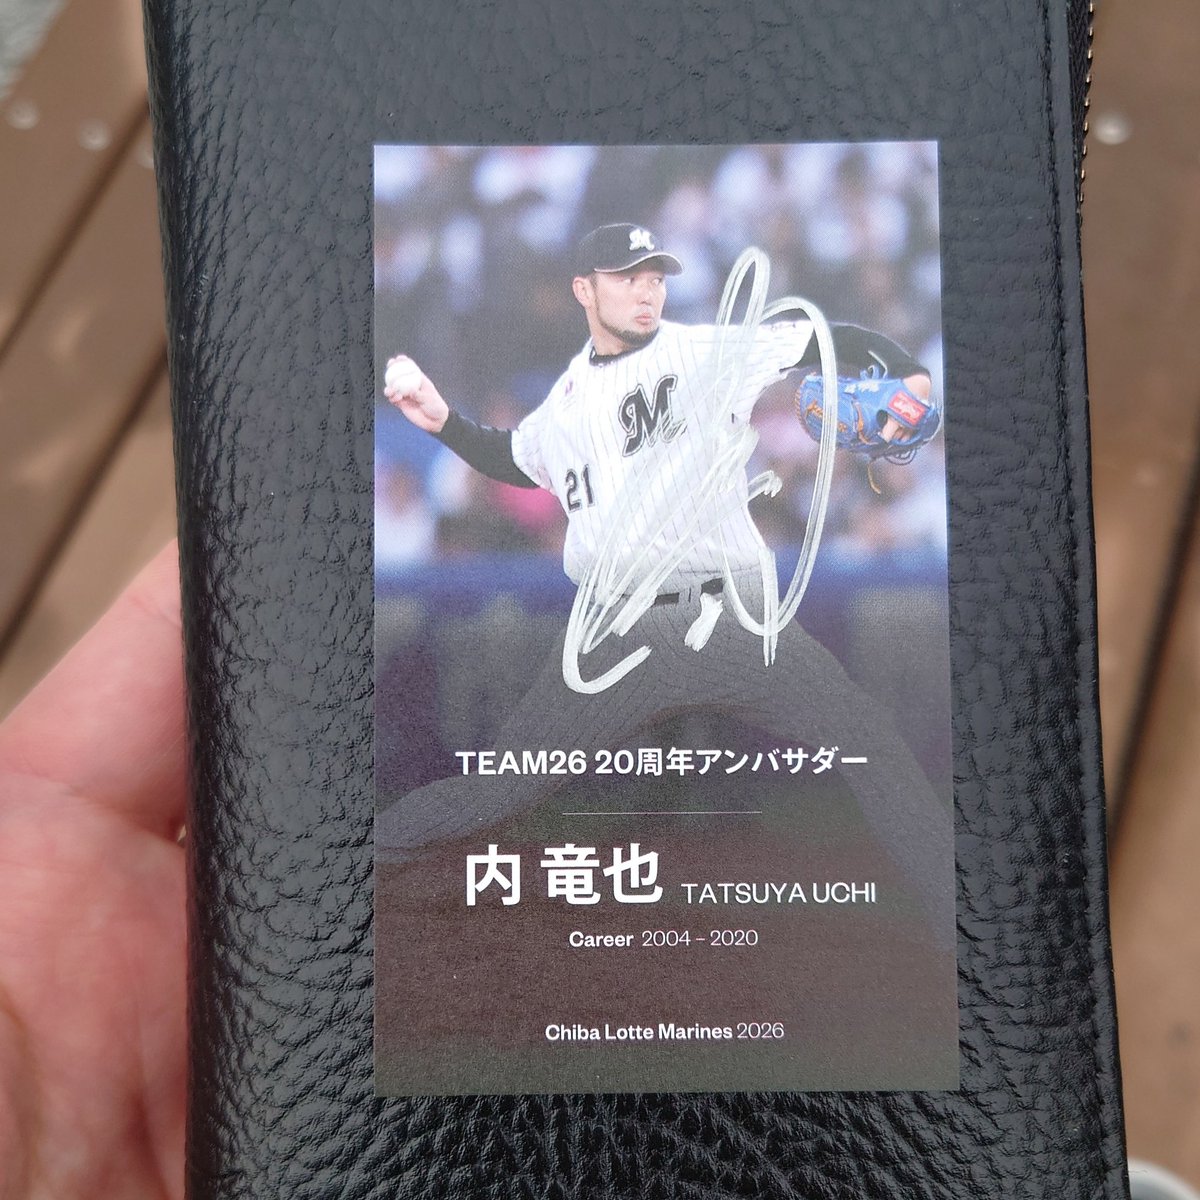 M
M
21
TEAM26 20周年アンバサダー
内 竜也 TATSUYA UCHI
Career 2004 – 2020
Chiba Lotte Marines 2026